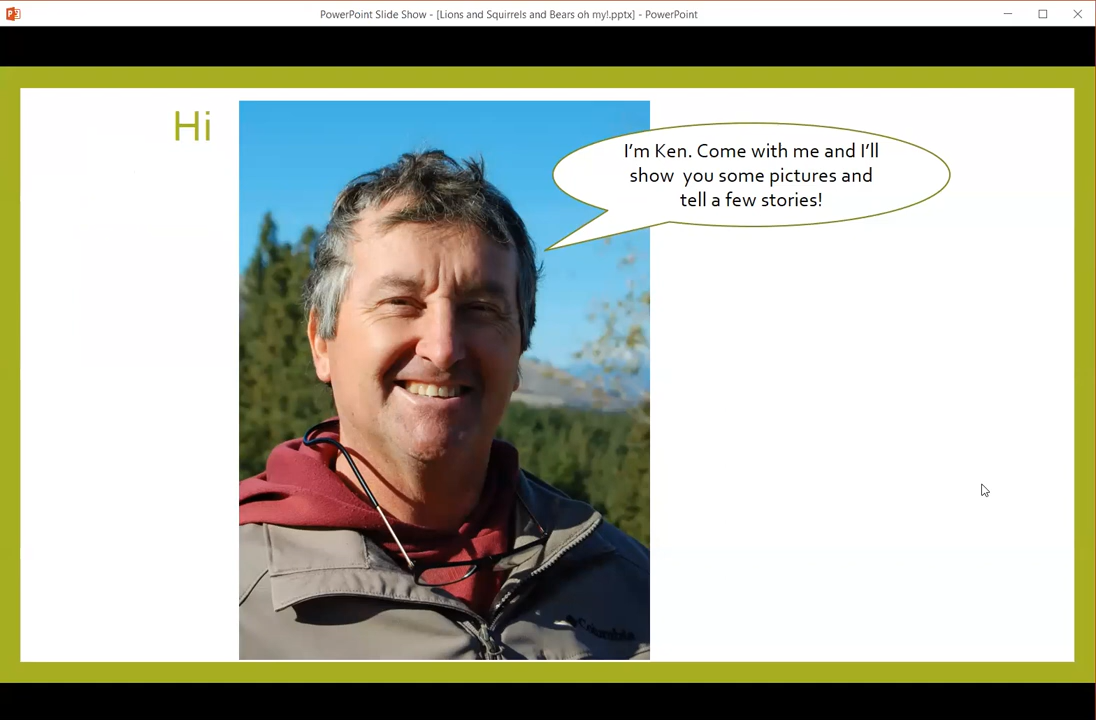 PowerPoint Slide Show - [Lions and Squirrels and Bears oh my!.pptx] - PowerPoint
Hi
I'm Ken. Come with me and I'll
show  you some pictures and
tell a few stories!
Columbia